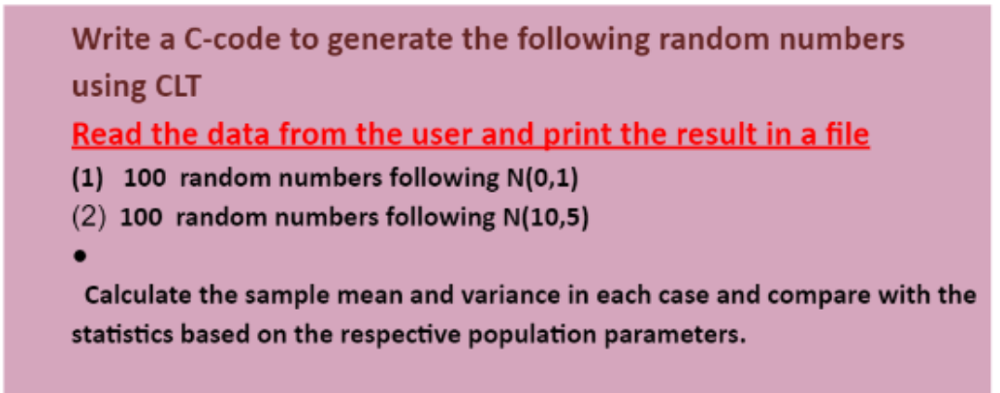 Write a C-code to generate the following random numbers
using CLT
Read the data from the user and print the result in a file
(1) 100 random numbers following N(0,1)
(2) 100 random numbers following N(10,5)
•
Calculate the sample mean and variance in each case and compare with the
statistics based on the respective population parameters.